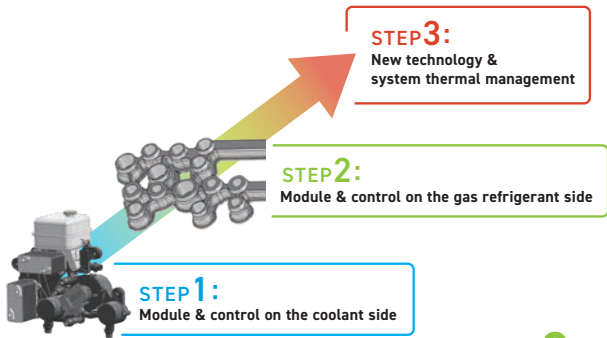 STEP3:
New technology &
system thermal management
STEP2:
Module & control on the gas refrigerant side
STEP1:
Module & control on the coolant side